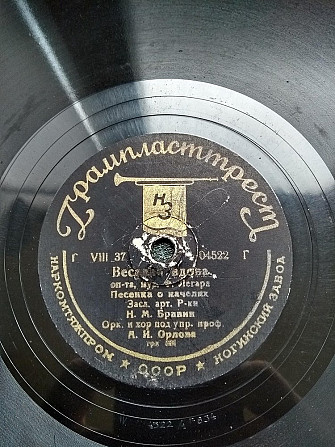 Грампласттрест
НЗ
Г VIII 37 04522 Г
Веселая вдова
оп-та, муз. Легара
Песенка о качелях
Засл. арт. Р-ки
Н. М. Бравин
Орк. и хор под упр. проф.
А. И. Орлова
НАРКОМТЯЖПРОМ ★ СССР ★ НОГИНСКИЙ ЗАВОД